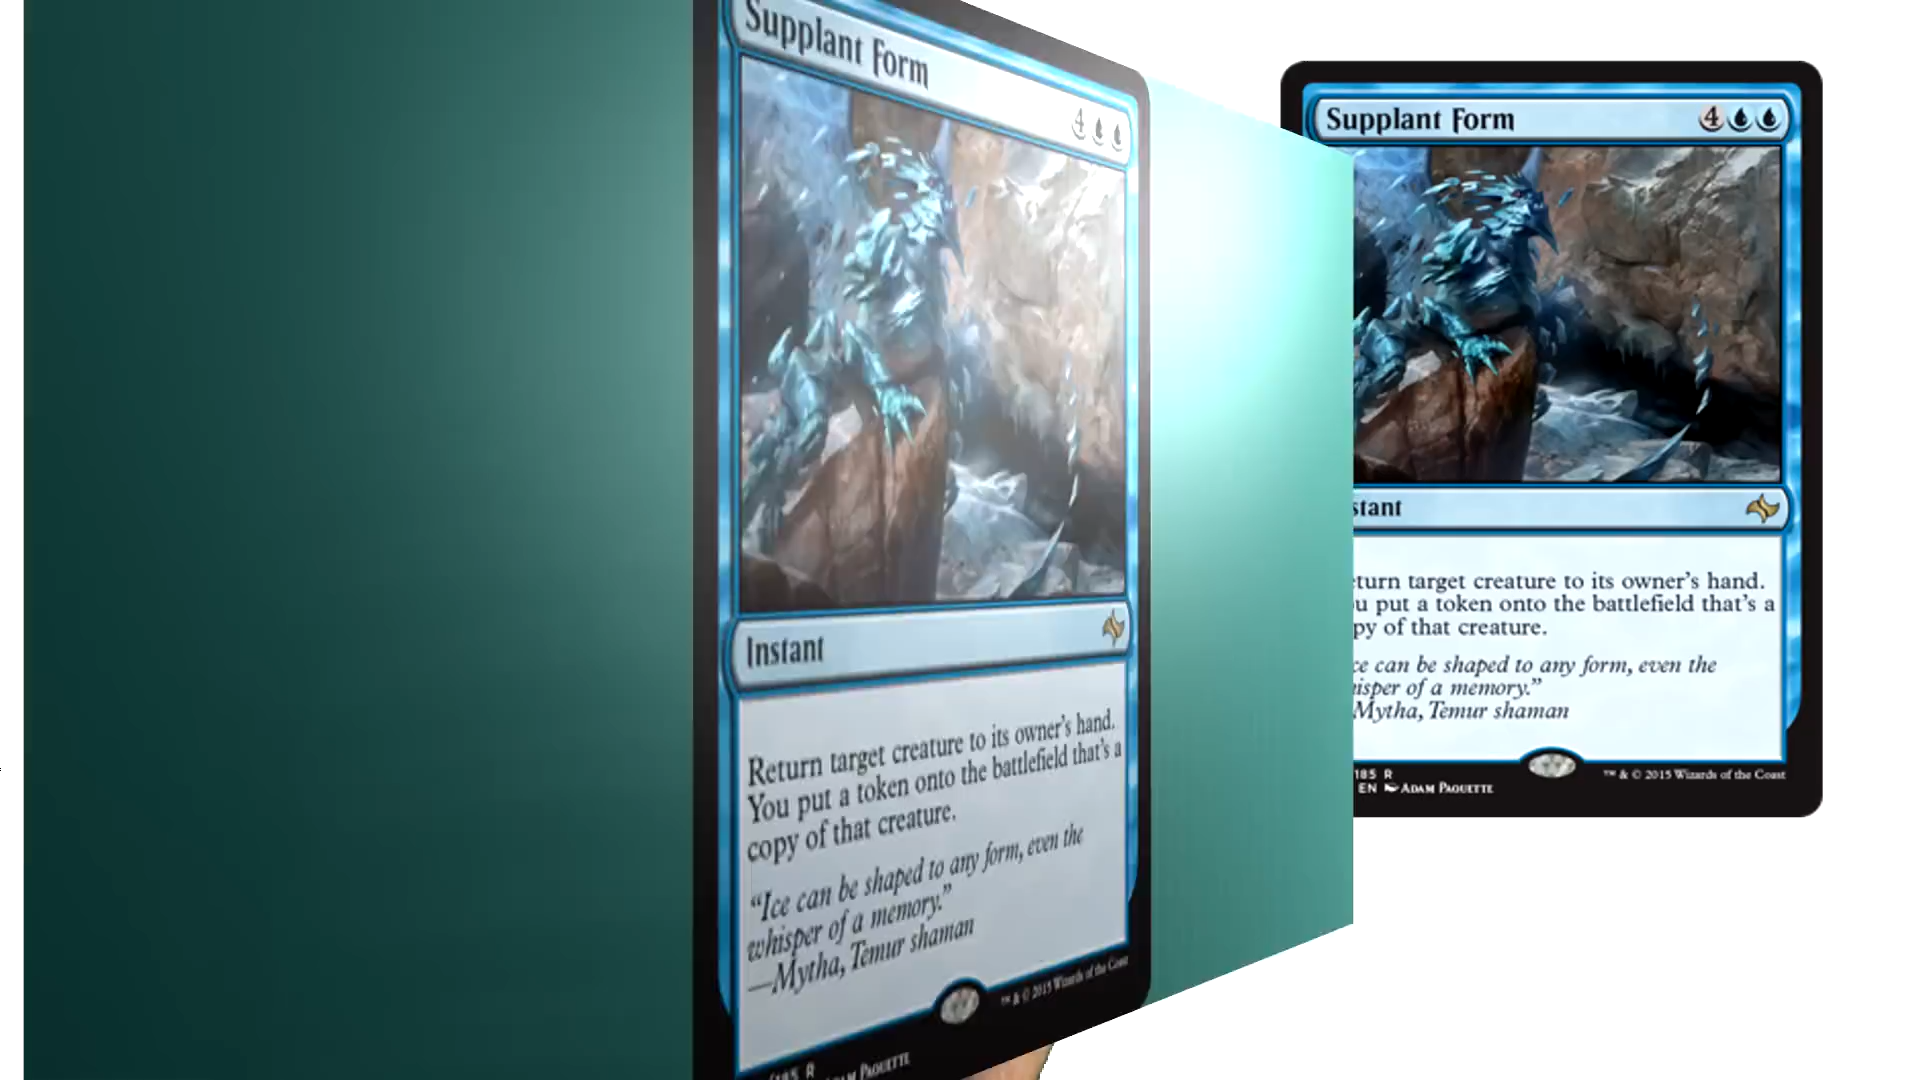 Supplant Form
4
Instant
Return target creature to its owner's hand.
You put a token onto the battlefield that's a
copy of that creature.
“Ice can be shaped to any form, even the
whisper of a memory.”
—Mytha, Temur shaman
™ & © 2015 Wizards of the Coast
/185 R
ADAM PAQUETTE
Supplant Form
4
stant
turn target creature to its owner's hand.
u put a token onto the battlefield that's a
py of that creature.
ce can be shaped to any form, even the
isper of a memory.”
Mytha, Temur shaman
185 R
EN ADAM PAQUETTE
™ & © 2015 Wizards of the Coast